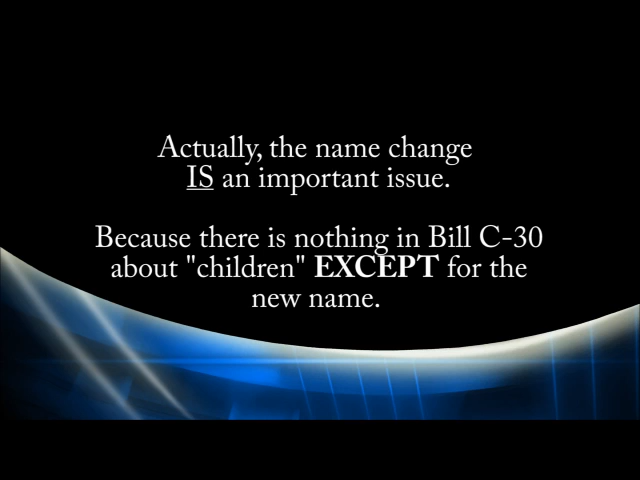 Actually, the name change
IS an important issue.
Because there is nothing in Bill C-30
about "children" EXCEPT for the
new name.